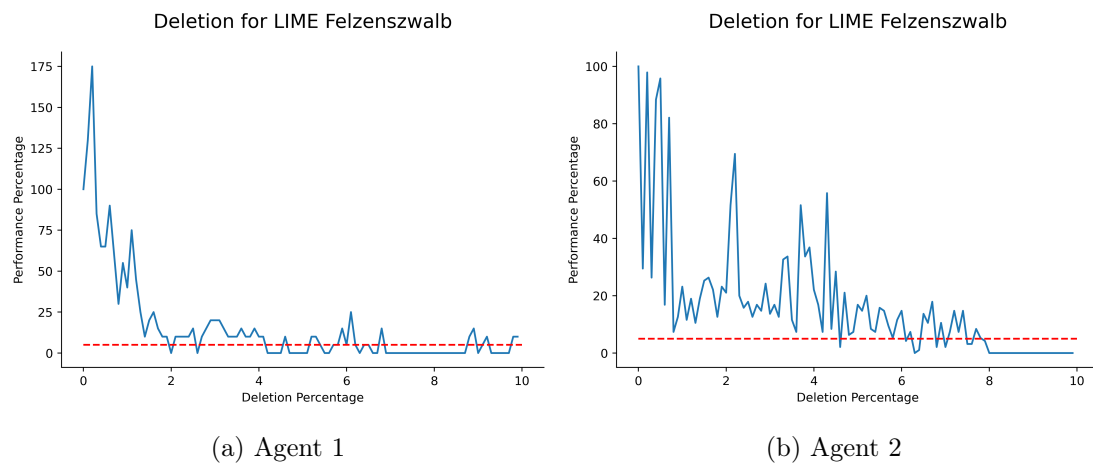 Deletion for LIME Felzenszwalb
175
150
125
100
75
50
25
0
Performance Percentage
0 2 4 6 8 10
Deletion Percentage
(a) Agent 1
Deletion for LIME Felzenszwalb
100
80
60
40
20
0
Performance Percentage
0 2 4 6 8 10
Deletion Percentage
(b) Agent 2